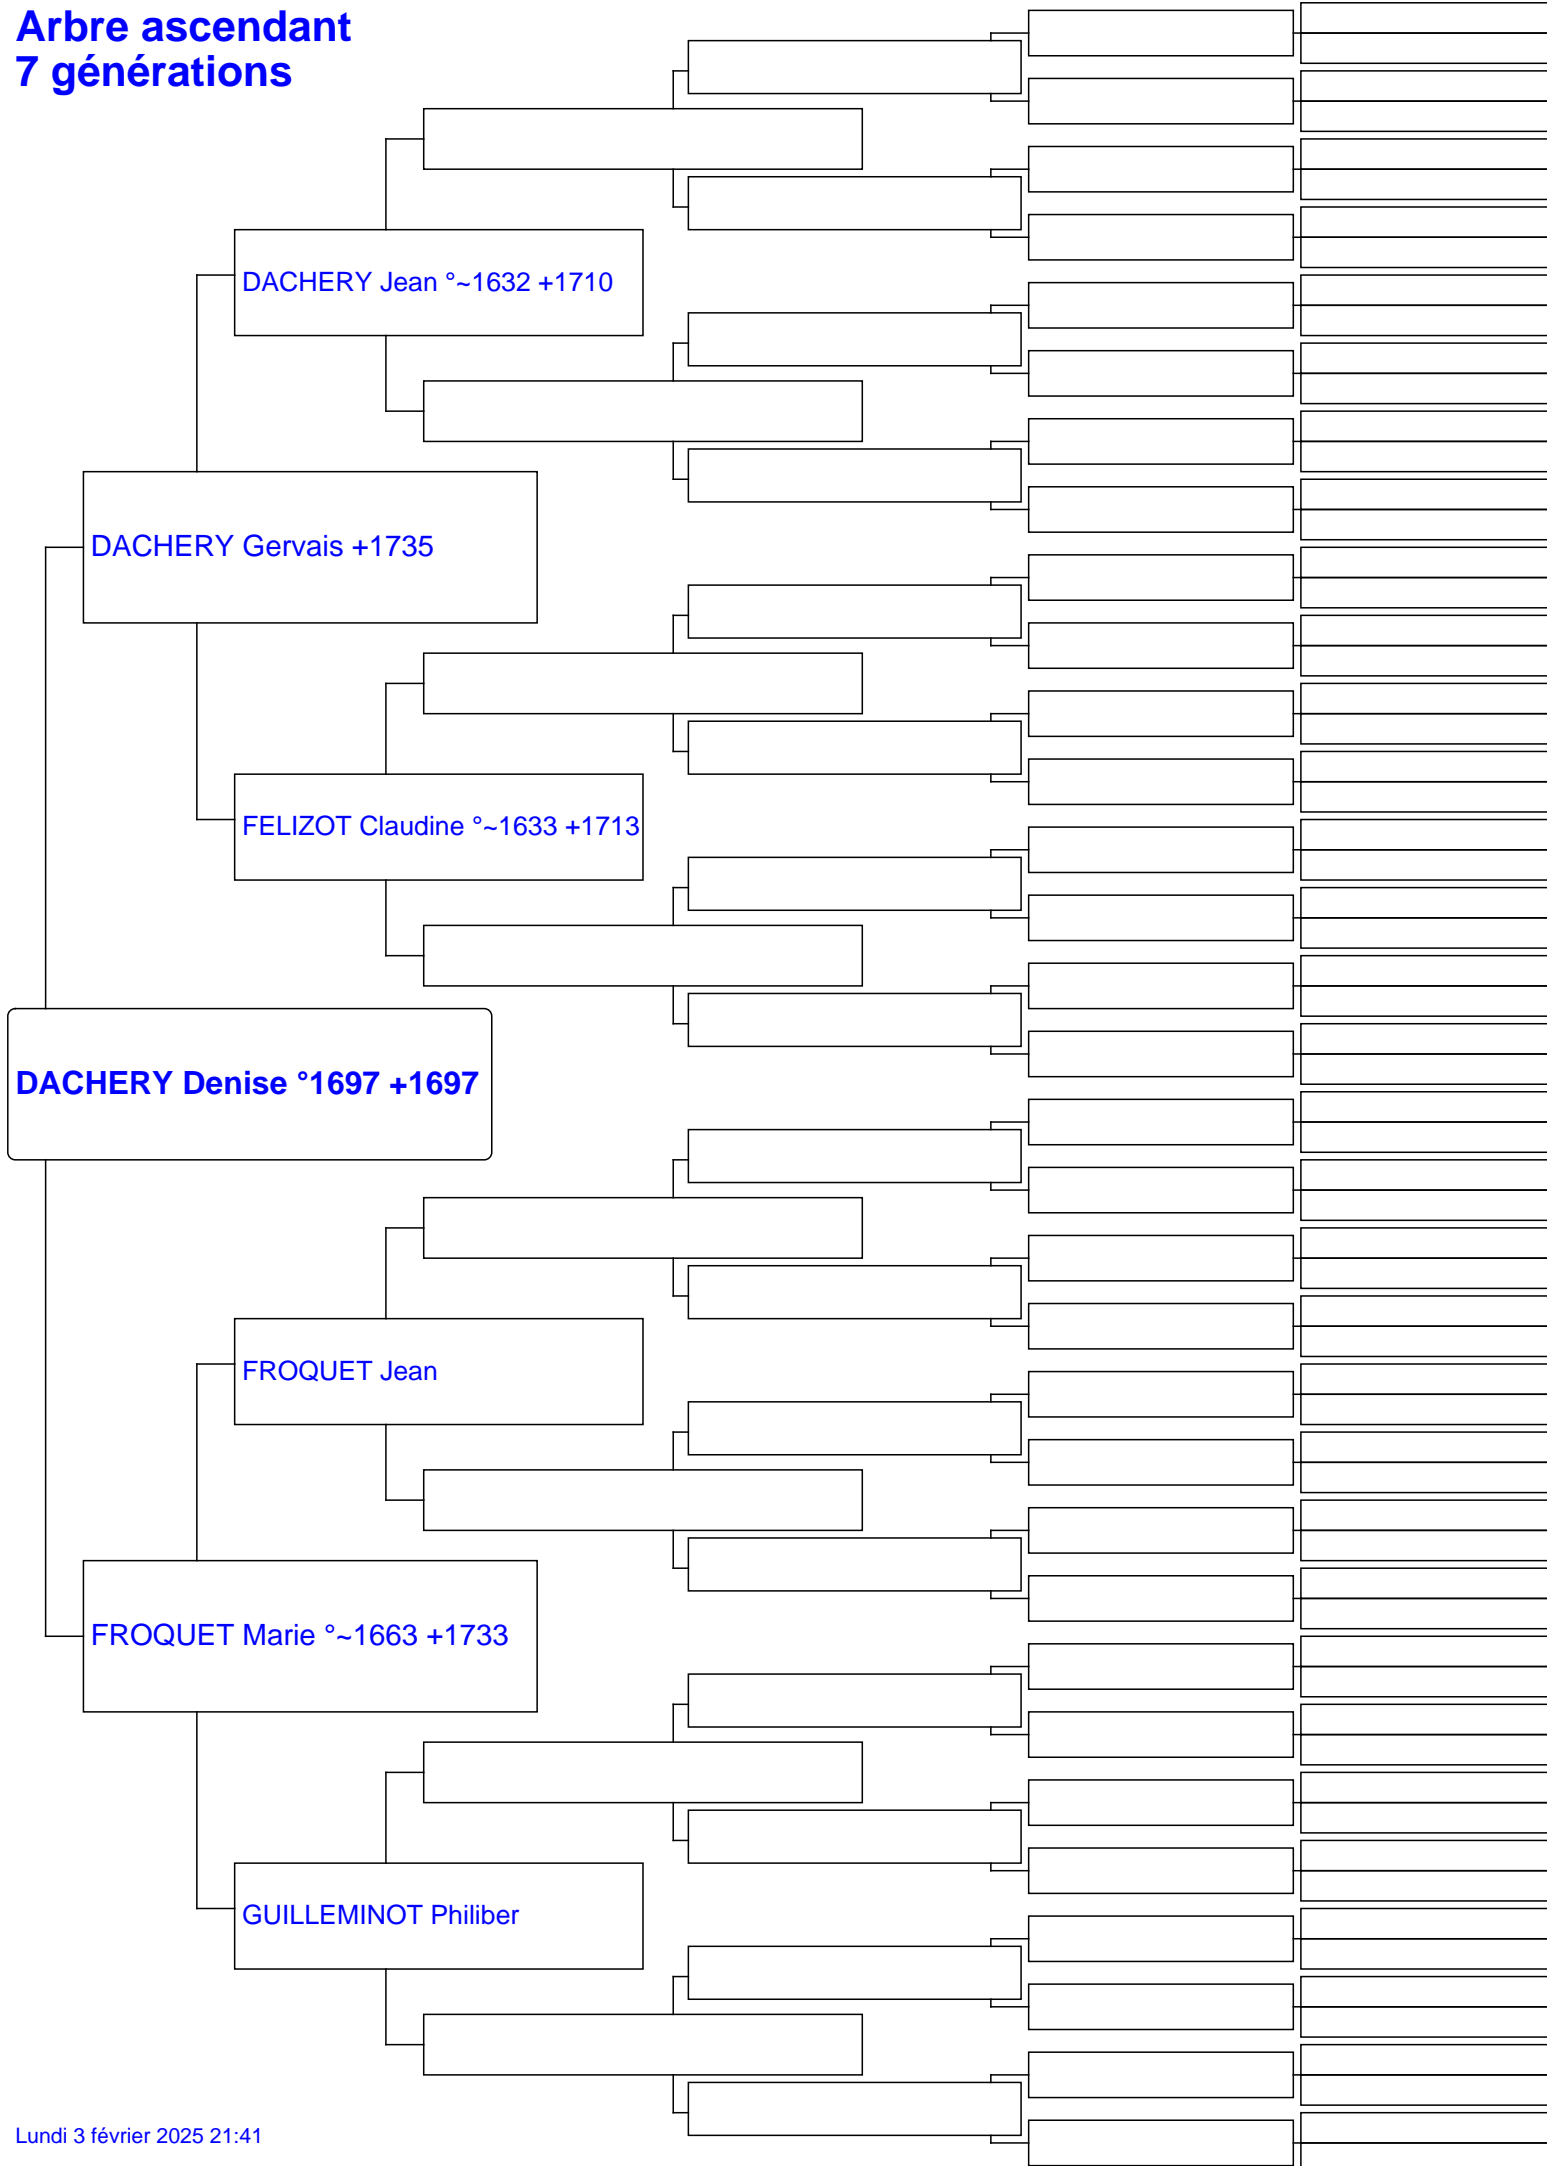 Arbre ascendant
7 générations
DACHERY Jean °~1632 +1710
DACHERY Gervais +1735
FELIZOT Claudine °~1633 +1713
DACHERY Denise °1697 +1697
FROQUET Jean
FROQUET Marie °~1663 +1733
GUILLEMINOT Philiber
Lundi 3 février 2025 21:41